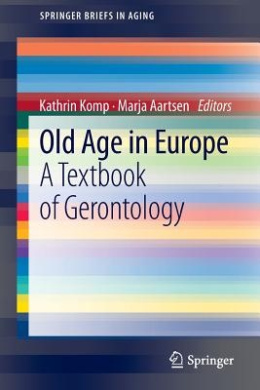 SPRINGER BRIEFS IN AGING
Kathrin Komp · Marja Aartsen Editors
Old Age in Europe
A Textbook
of Gerontology
Springer